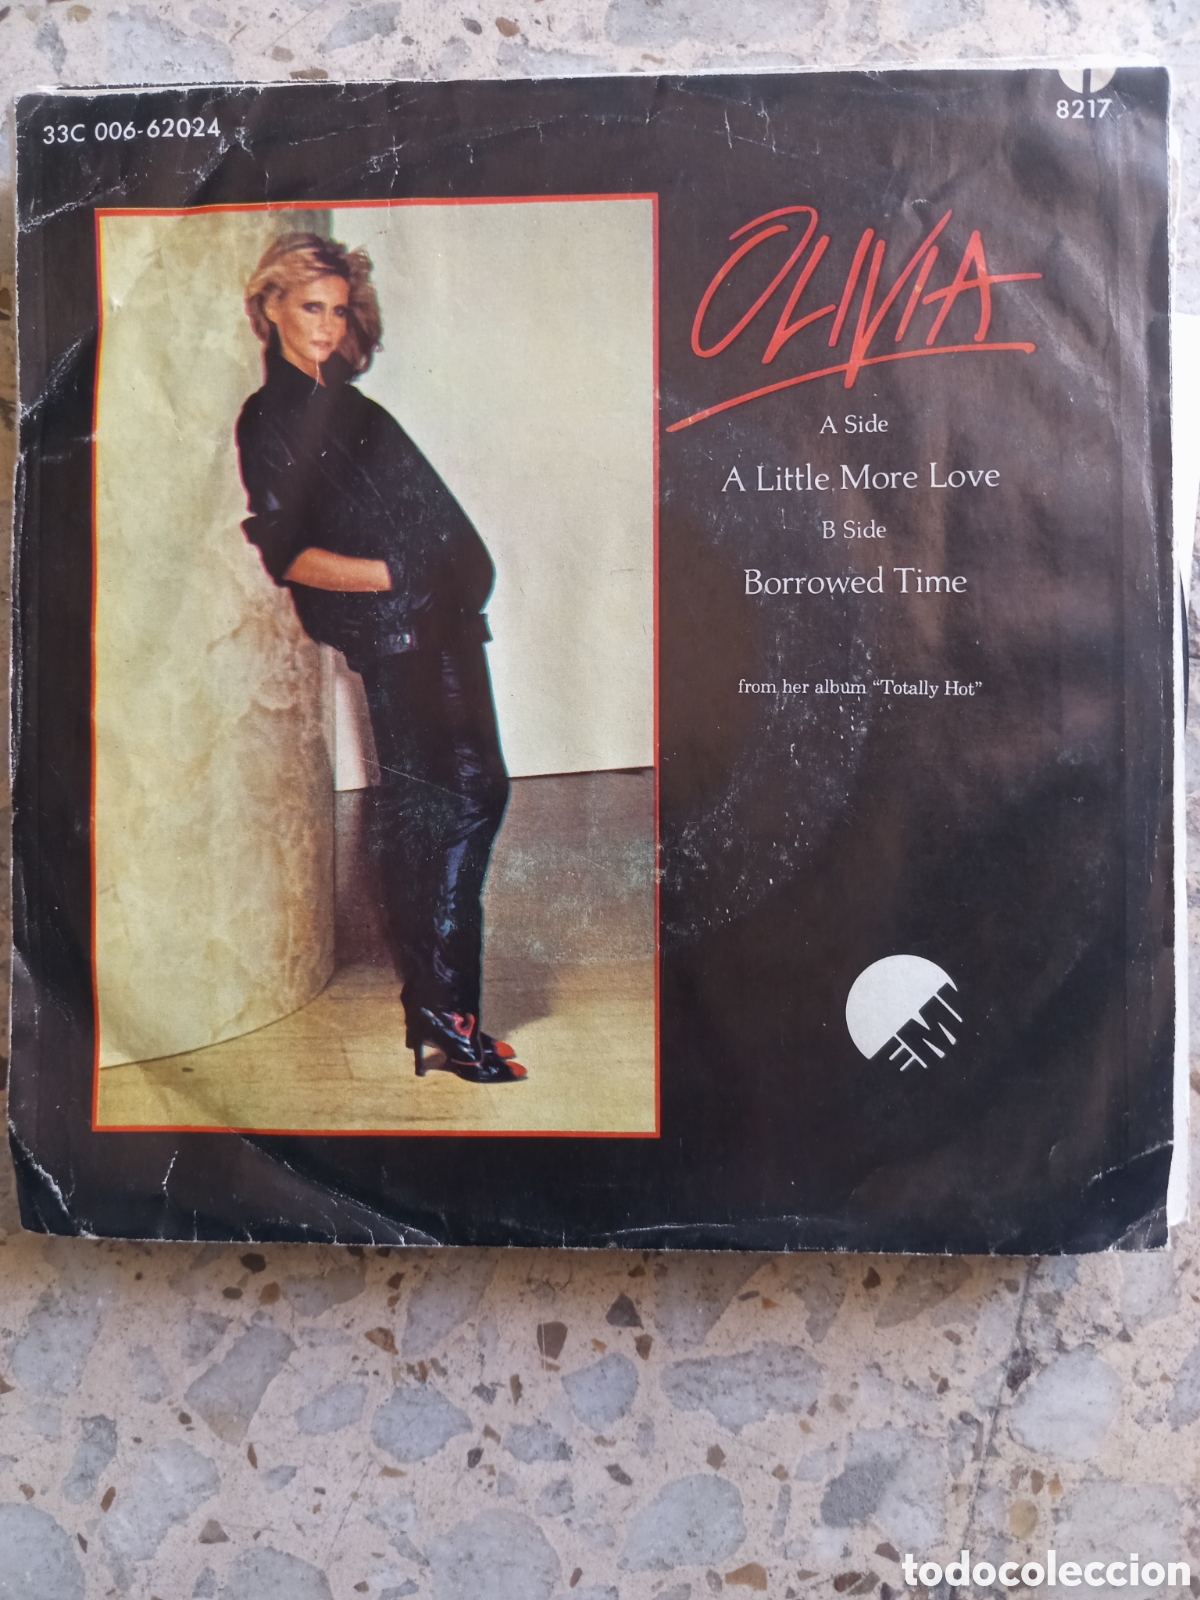 33C 006-62024
8217
OLIVIA
A Side
A Little More Love
B Side
Borrowed Time
from her album “Totally Hot”
EMI
todocoleccion